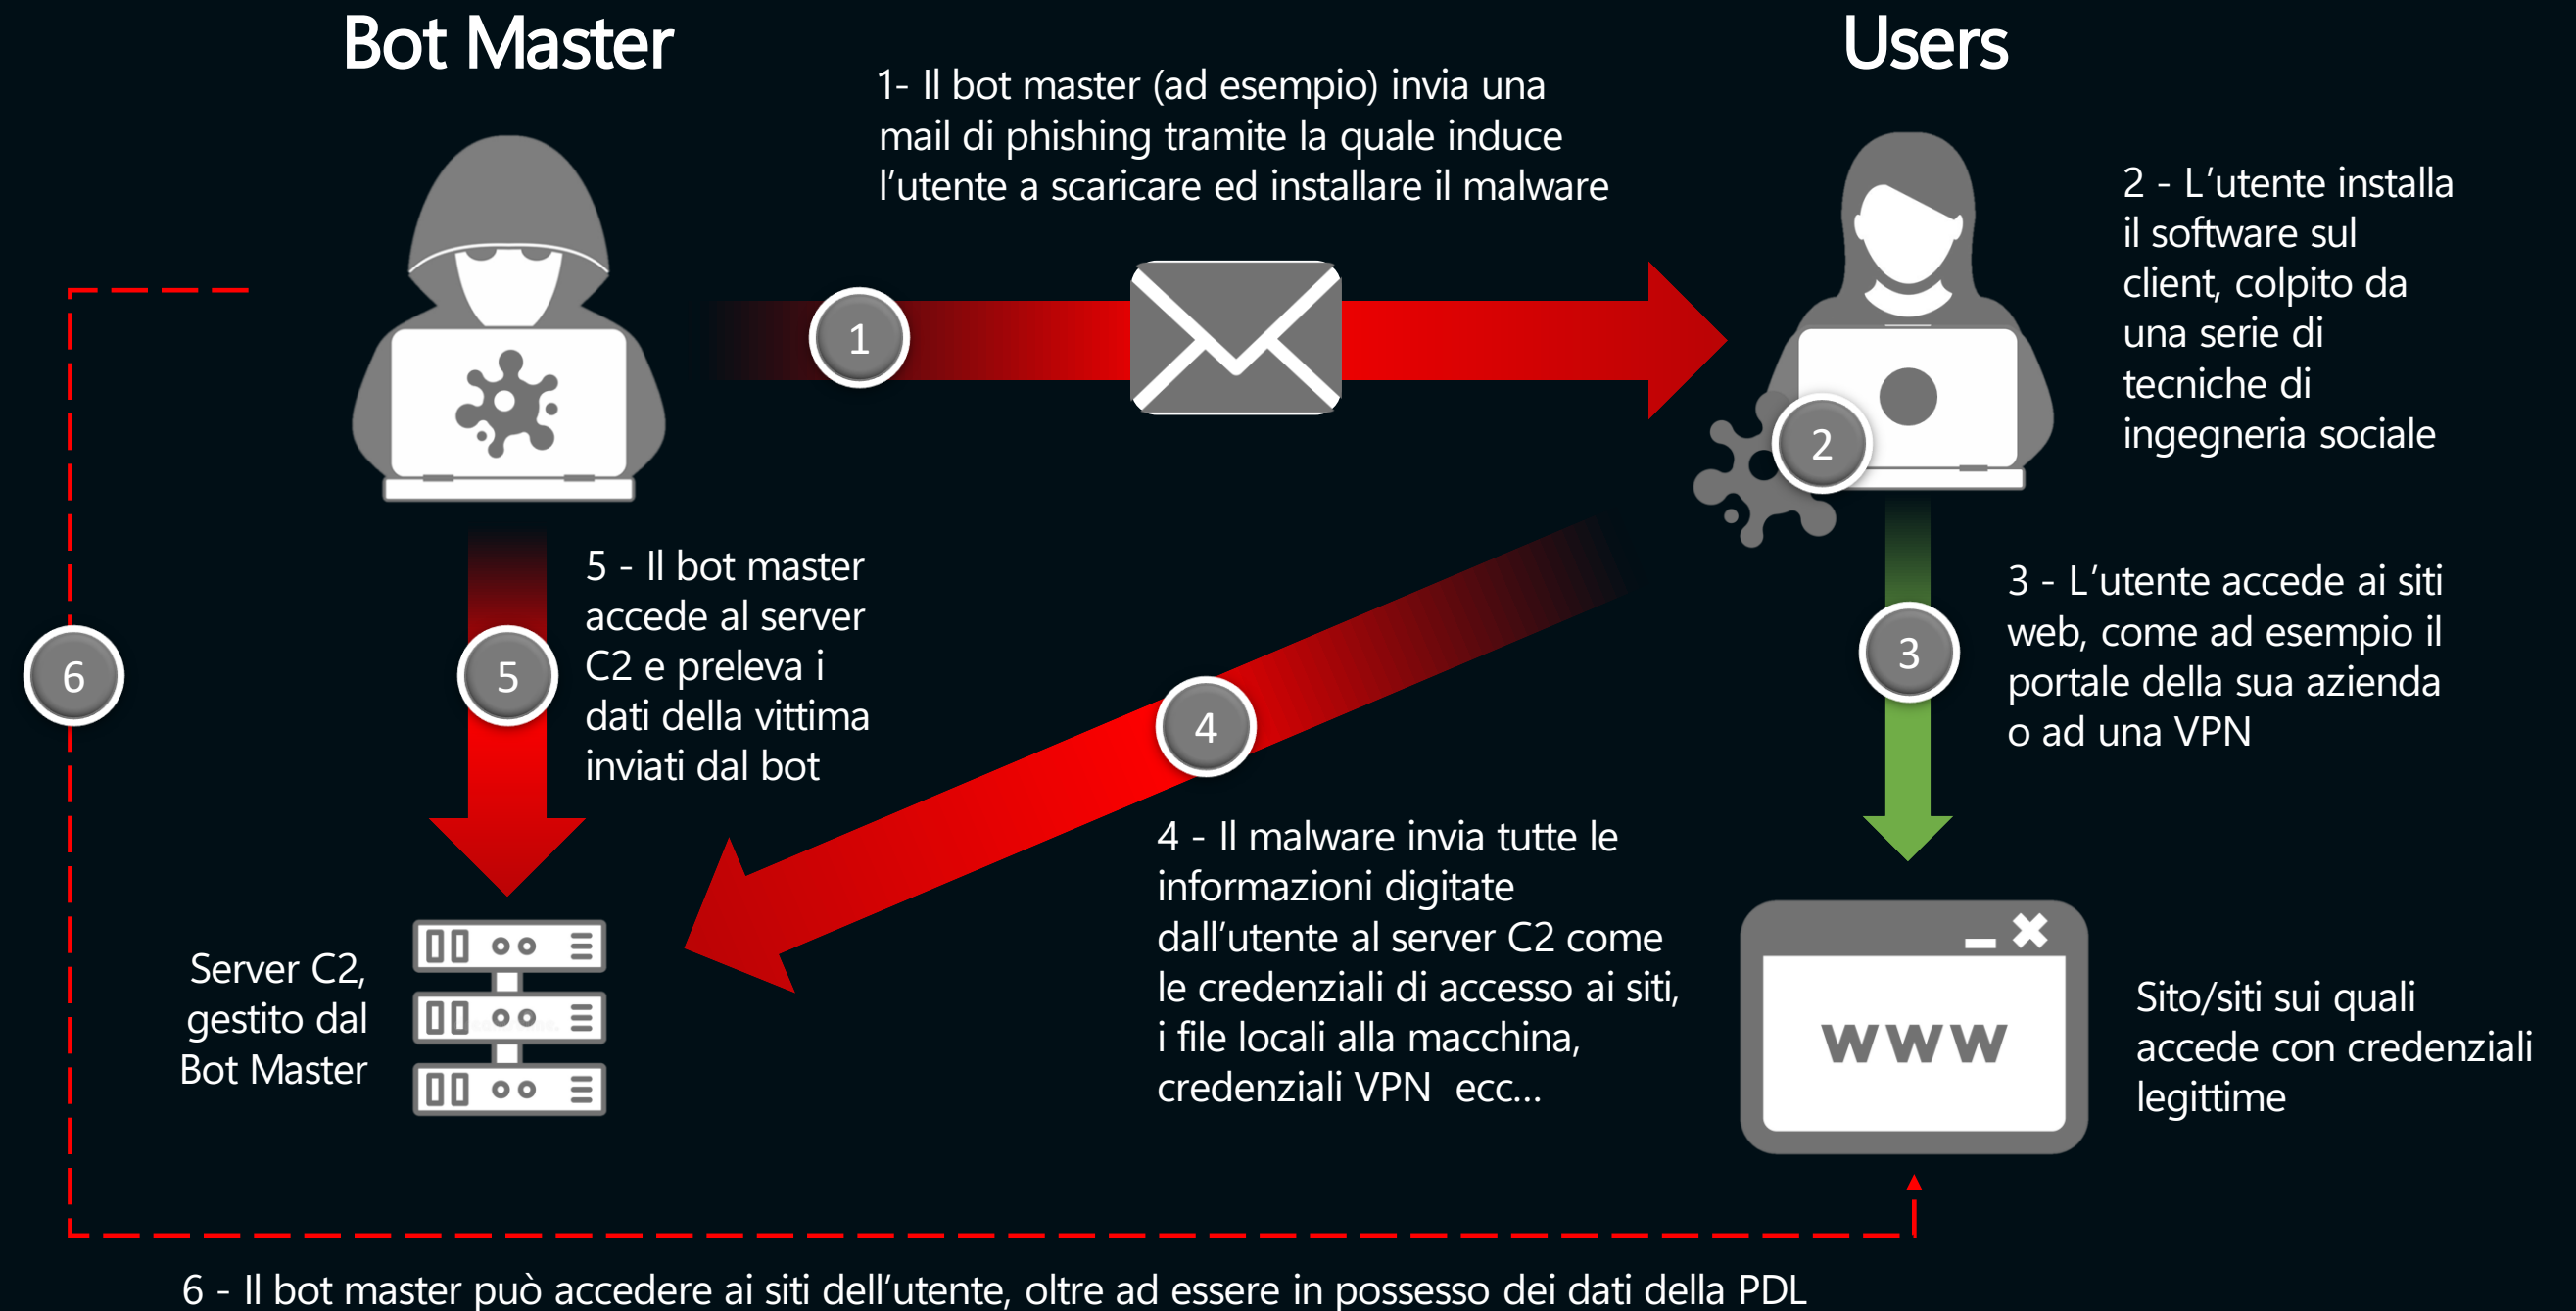 Bot Master
Users
1- Il bot master (ad esempio) invia una
mail di phishing tramite la quale induce
l'utente a scaricare ed installare il malware
2 - L'utente installa
il software sul
client, colpito da
una serie di
tecniche di
ingegneria sociale
1
2
5 - Il bot master
accede al server
C2 e preleva i
dati della vittima
inviati dal bot
3 - L'utente accede ai siti
web, come ad esempio il
portale della sua azienda
o ad una VPN
6
5
4
3
4 - Il malware invia tutte le
informazioni digitate
dall'utente al server C2 come
le credenziali di accesso ai siti,
i file locali alla macchina,
credenziali VPN  ecc...
Server C2,
gestito dal
Bot Master
www
Sito/siti sui quali
accede con credenziali
legittime
6 - Il bot master può accedere ai siti dell'utente, oltre ad essere in possesso dei dati della PDL